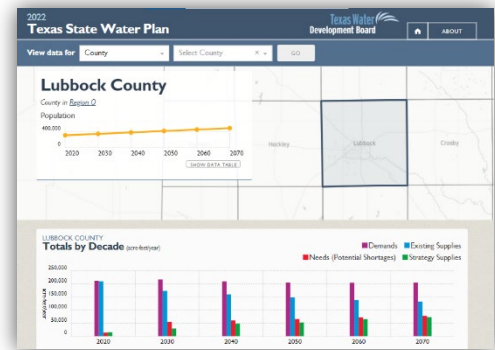 2022
Texas State Water Plan
Texas Water
Development Board
ABOUT
View data for County Select County × GO
Lubbock County
County in Region O
Population
400,000
0
2020 2030 2040 2050 2060 2070
SHOW DATA TABLE
Hockley Lubbock Crosby
LUBBOCK COUNTY
Totals by Decade (acre-feet/year)
Demands Existing Supplies
Needs (Potential Shortages) Strategy Supplies
250,000
200,000
150,000
100,000
50,000
0
2020 2030 2040 2050 2060 2070